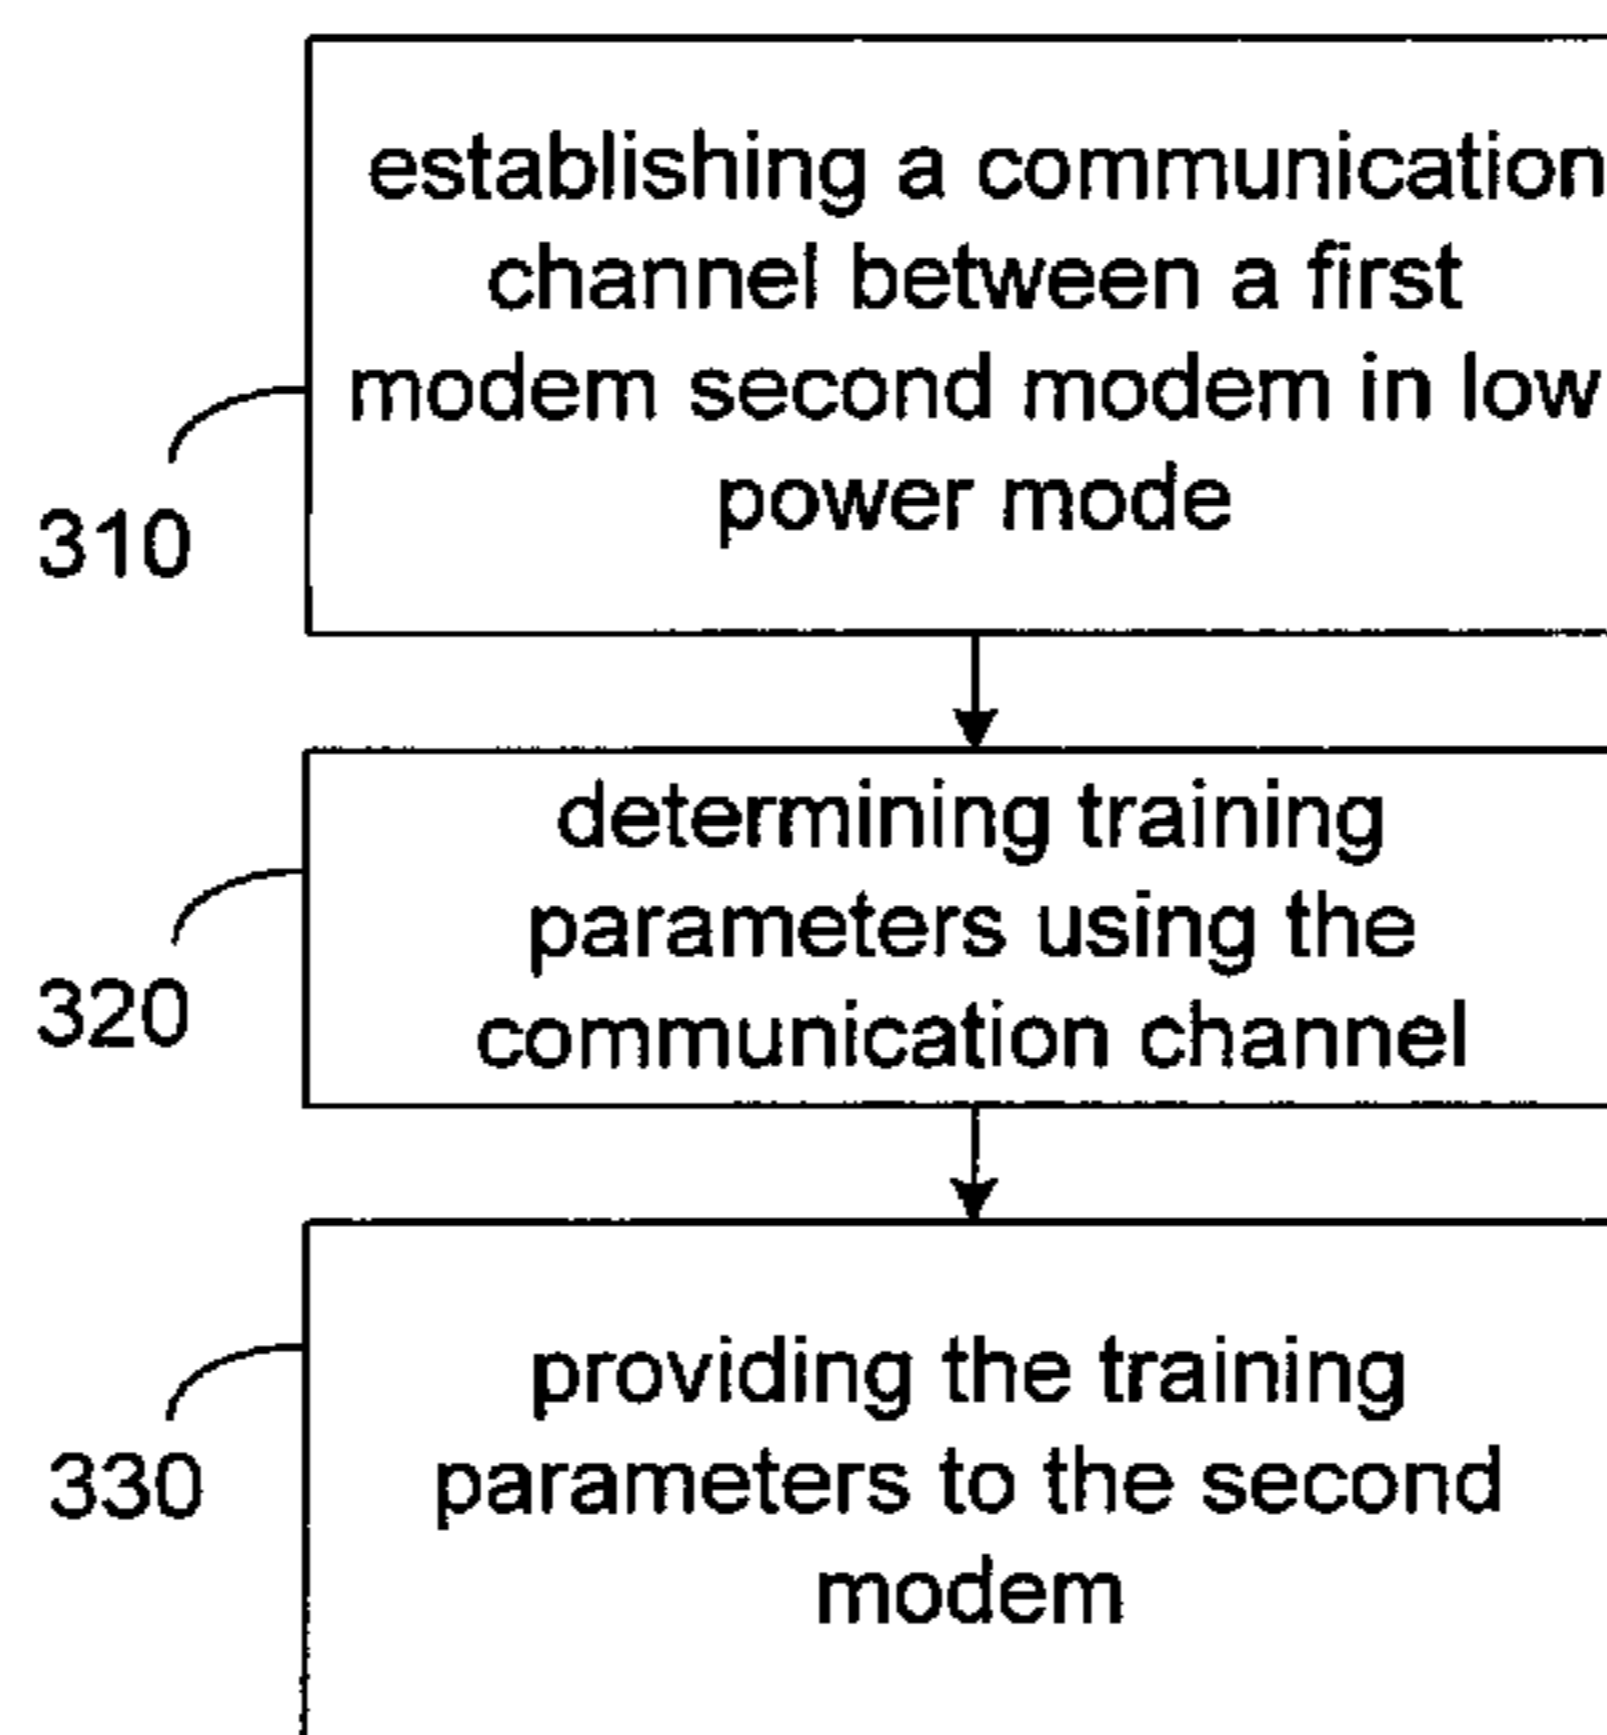 establishing a communication
channel between a first
modem second modem in low
power mode
310
determining training
parameters using the
communication channel
320
providing the training
parameters to the second
modem
330